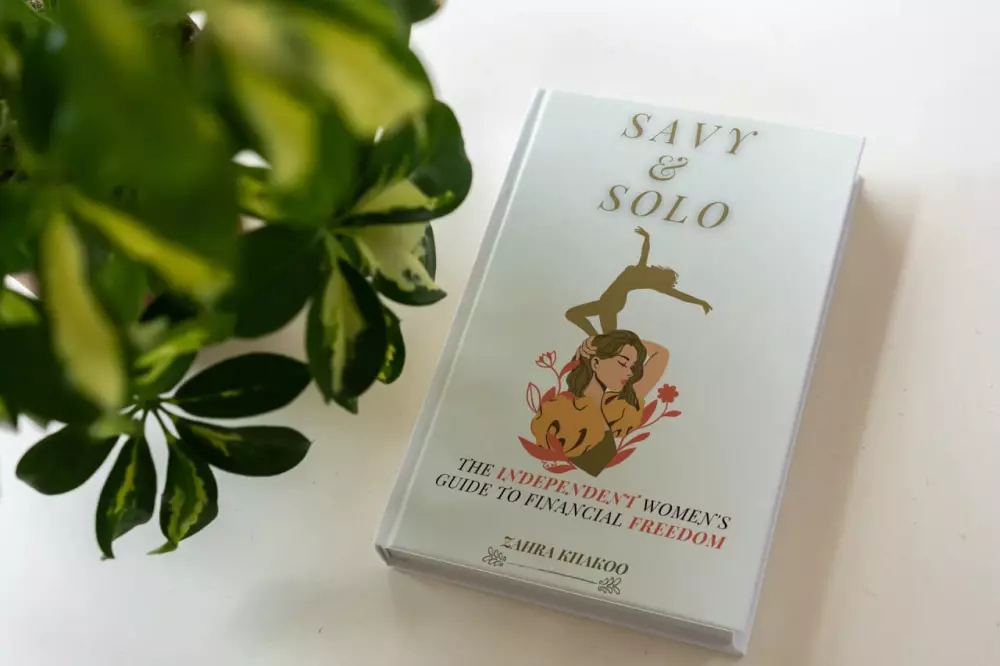 SAVY
&
SOLO
THE INDEPENDENT WOMEN'S
GUIDE TO FINANCIAL FREEDOM
ZAHRA KHAKOO